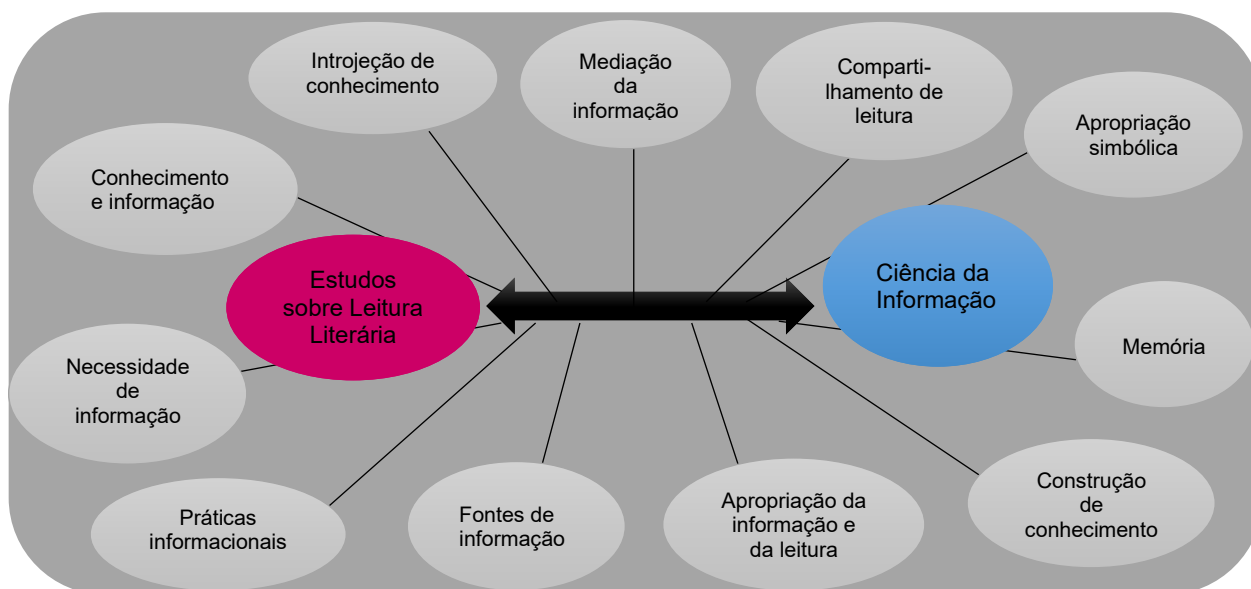 Introjeção de
conhecimento
Mediação
da
informação
Comparti-
lhamento de
leitura
Apropriação
simbólica
Conhecimento
e informação
Estudos
sobre Leitura
Literária
Ciência da
Informação
Necessidade
de
informação
Memória
Práticas
informacionais
Fontes de
informação
Apropriação da
informação e
da leitura
Construção
de
conhecimento